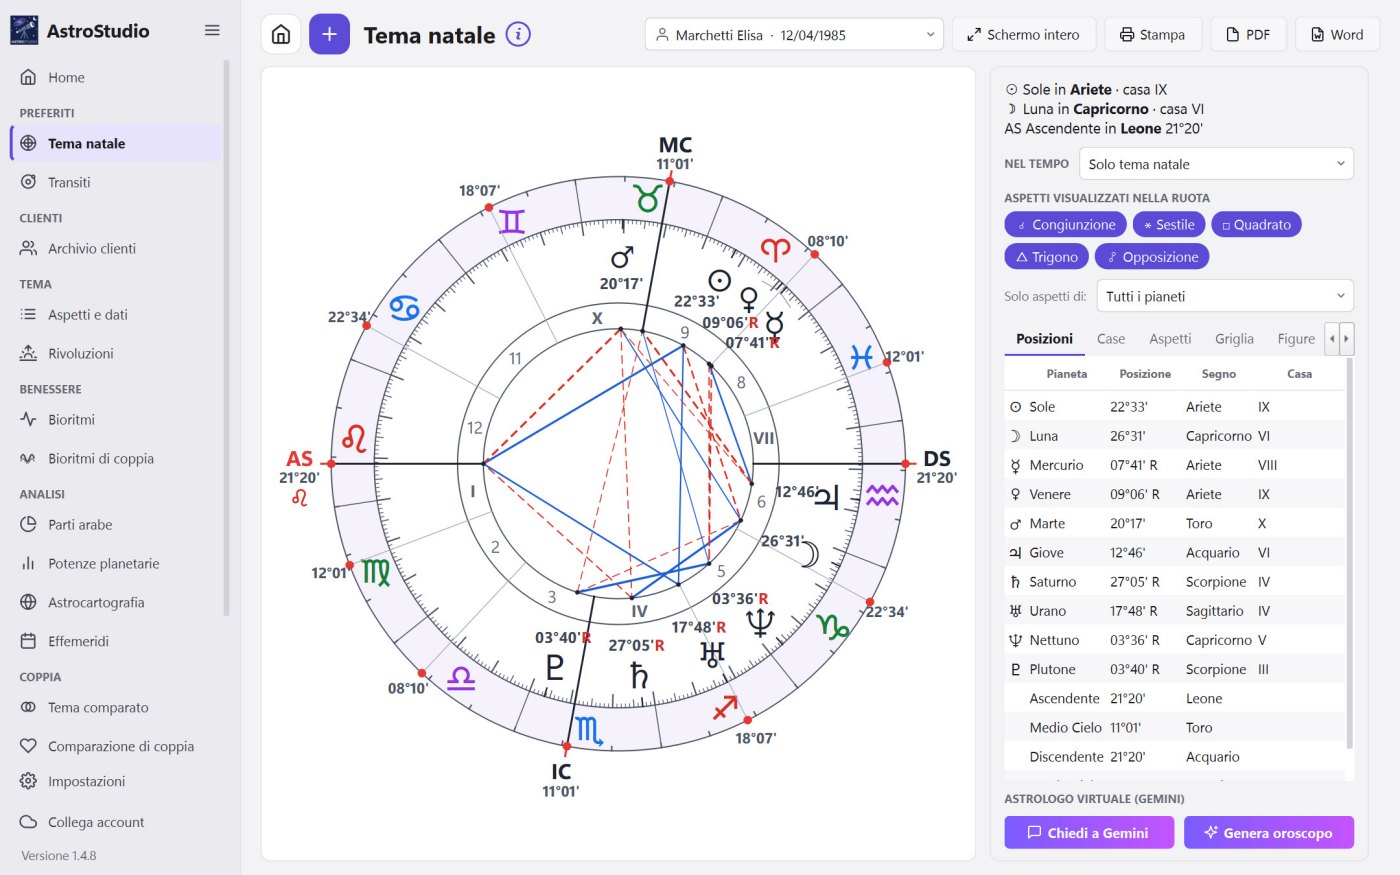 AstroStudio
Home
PREFERITI
Tema natale
Transiti
CLIENTI
Archivio clienti
TEMA
Aspetti e dati
Rivoluzioni
BENESSERE
Bioritmi
Bioritmi di coppia
ANALISI
Parti arabe
Potenze planetarie
Astrocartografia
Effemeridi
COPPIA
Tema comparato
Comparazione di coppia
Impostazioni
Collega account
Versione 1.4.8
Tema natale
Marchetti Elisa · 12/04/1985
Schermo intero
Stampa
PDF
Word
MC
11°01'
18°07'
08°10'
20°17'
22°33'
09°06'R
07°41'R
22°34'
12°01'
X
9
11
8
12
VII
AS
21°20'
DS
21°20'
I
12°46'
6
2
26°31'
12°01'
5
3
IV
03°36'R
22°34'
17°48'R
03°40'R
27°05'R
08°10'
18°07'
IC
11°01'
☉ Sole in Ariete · casa IX
☽ Luna in Capricorno · casa VI
AS Ascendente in Leone 21°20'
NEL TEMPO
Solo tema natale
ASPETTI VISUALIZZATI NELLA RUOTA
Congiunzione
Sestile
Quadrato
Trigono
Opposizione
Solo aspetti di:
Tutti i pianeti
Posizioni Case Aspetti Griglia Figure
Pianeta Posizione Segno Casa
☉ Sole 22°33' Ariete IX
☽ Luna 26°31' Capricorno VI
☿ Mercurio 07°41' R Ariete VIII
♀ Venere 09°06' R Ariete IX
♂ Marte 20°17' Toro X
♃ Giove 12°46' Acquario VI
♄ Saturno 27°05' R Scorpione IV
♅ Urano 17°48' R Sagittario IV
♆ Nettuno 03°36' R Capricorno V
♇ Plutone 03°40' R Scorpione III
Ascendente 21°20' Leone
Medio Cielo 11°01' Toro
Discendente 21°20' Acquario
ASTROLOGO VIRTUALE (GEMINI)
Chiedi a Gemini
Genera oroscopo